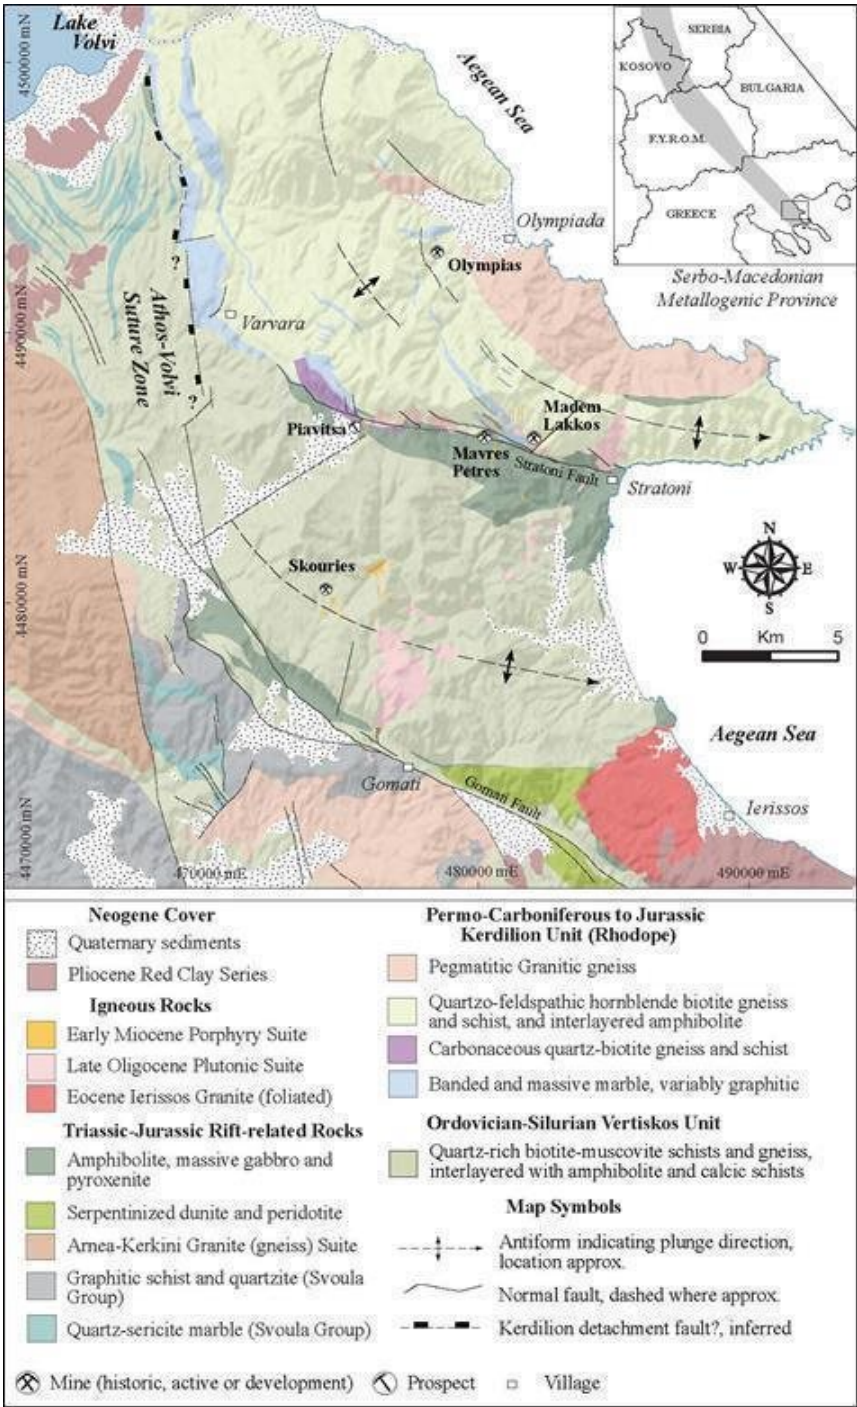 Lake
Volvi
Aegean Sea
SERBIA
KOSOVO
BULGARIA
F.Y.R.O.M.
GREECE
Serbo-Macedonian
Metallogenic Province
4500000 mN
4490000 mN
4480000 mN
4470000 mN
Olympiada
Olympias
?
Athos-Volvi
Suture Zone
Varvara
?
Piavitsa
Madem
Lakkos
Mavres
Petres
Stratoni Fault
Stratoni
Skouries
N
W
E
S
0 Km 5
Aegean Sea
Gomati
Gomati Fault
Ierissos
470000 mE
480000 mE
490000 mE
Neogene Cover
Quaternary sediments
Pliocene Red Clay Series
Igneous Rocks
Early Miocene Porphyry Suite
Late Oligocene Plutonic Suite
Eocene Ierissos Granite (foliated)
Triassic-Jurassic Rift-related Rocks
Amphibolite, massive gabbro and
pyroxenite
Serpentinized dunite and peridotite
Arnea-Kerkini Granite (gneiss) Suite
Graphitic schist and quartzite (Svoula
Group)
Quartz-sericite marble (Svoula Group)
Permo-Carboniferous to Jurassic
Kerdilion Unit (Rhodope)
Pegmatitic Granitic gneiss
Quartzo-feldspathic hornblende biotite gneiss
and schist, and interlayered amphibolite
Carbonaceous quartz-biotite gneiss and schist
Banded and massive marble, variably graphitic
Ordovician-Silurian Vertiskos Unit
Quartz-rich biotite-muscovite schists and gneiss,
interlayered with amphibolite and calcic schists
Map Symbols
Antiform indicating plunge direction,
location approx.
Normal fault, dashed where approx.
Kerdilion detachment fault?, inferred
Mine (historic, active or development)
Prospect
Village